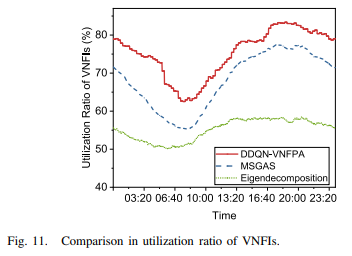 Utilization Ratio of VNFIs (%)
80
70
60
50
40
DDQN-VNFPA
MSGAS
Eigendecomposition
03:20 06:40 10:00 13:20 16:40 20:00 23:20
Time
Fig. 11. Comparison in utilization ratio of VNFIs.